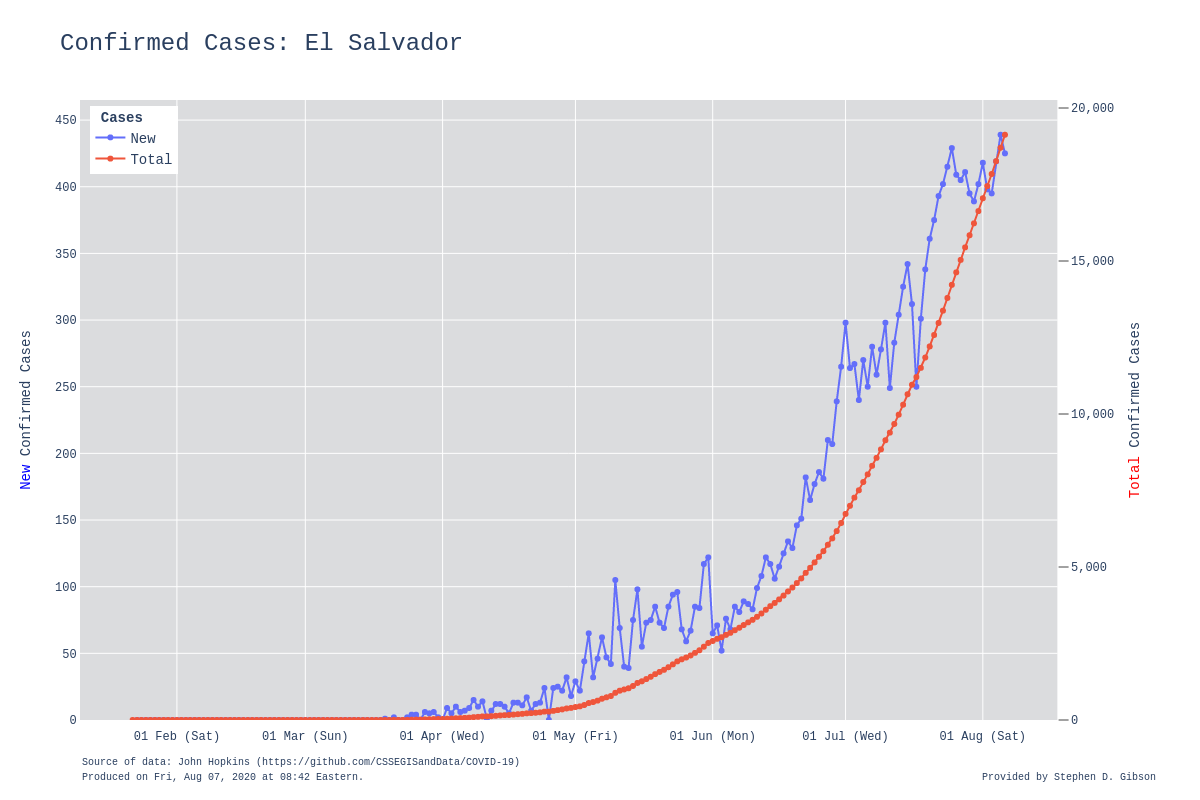 Confirmed Cases: El Salvador
Cases
New
Total
450
400
350
300
250
200
150
100
50
0
20,000
15,000
10,000
5,000
0
New Confirmed Cases
Total Confirmed Cases
01 Feb (Sat)
01 Mar (Sun)
01 Apr (Wed)
01 May (Fri)
01 Jun (Mon)
01 Jul (Wed)
01 Aug (Sat)
Source of data: John Hopkins (https://github.com/CSSEGISandData/COVID-19)
Produced on Fri, Aug 07, 2020 at 08:42 Eastern.
Provided by Stephen D. Gibson